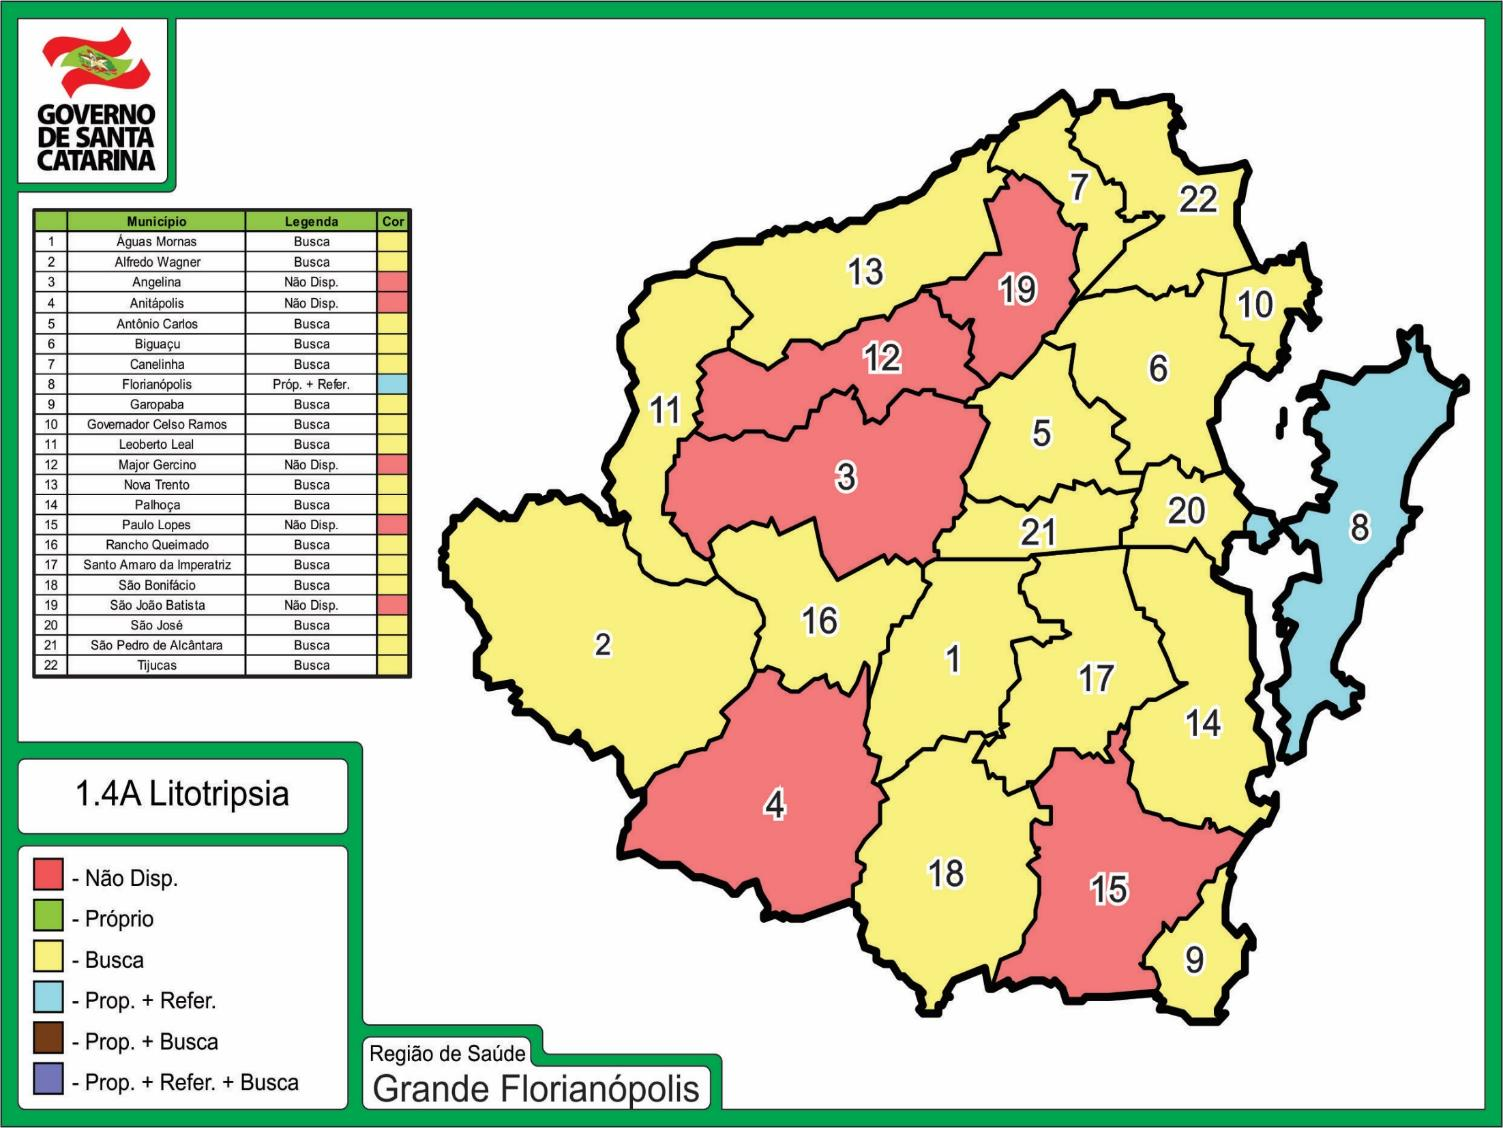 GOVERNO
DE SANTA
CATARINA
Município Legenda Cor
1 Águas Mornas Busca
2 Alfredo Wagner Busca
3 Angelina Não Disp.
4 Anitápolis Não Disp.
5 Antônio Carlos Busca
6 Biguaçu Busca
7 Canelinha Busca
8 Florianópolis Próp. + Refer.
9 Garopaba Busca
10 Governador Celso Ramos Busca
11 Leoberto Leal Busca
12 Major Gercino Não Disp.
13 Nova Trento Busca
14 Palhoça Busca
15 Paulo Lopes Não Disp.
16 Rancho Queimado Busca
17 Santo Amaro da Imperatriz Busca
18 São Bonifácio Busca
19 São João Batista Não Disp.
20 São José Busca
21 São Pedro de Alcântara Busca
22 Tijucas Busca
7
22
13
19
10
12
6
11
5
3
20
21
8
16
2
1
17
14
4
18
15
9
1.4A Litotripsia
- Não Disp.
- Próprio
- Busca
- Prop. + Refer.
- Prop. + Busca
- Prop. + Refer. + Busca
Região de Saúde
Grande Florianópolis